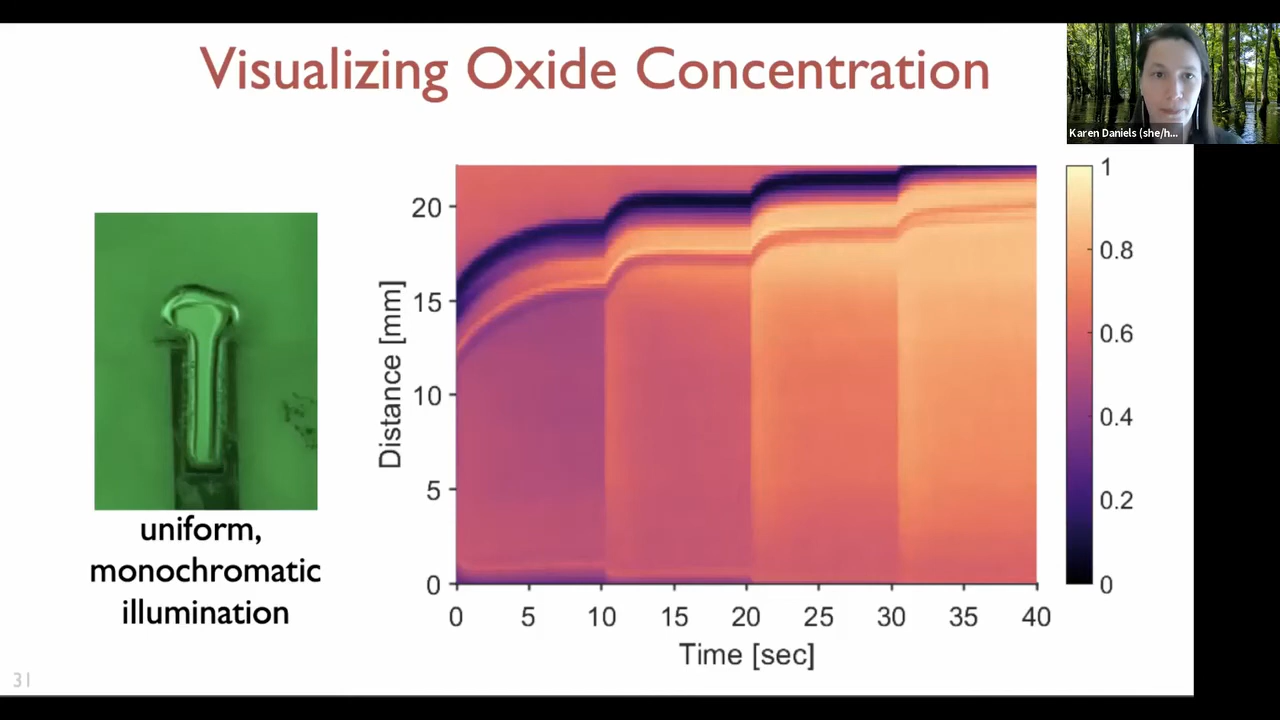 Visualizing Oxide Concentration
Karen Daniels (she/h...
uniform,
monochromatic
illumination
Distance [mm]
20
15
10
5
0
0 5 10 15 20 25 30 35 40
Time [sec]
1
0.8
0.6
0.4
0.2
0
31